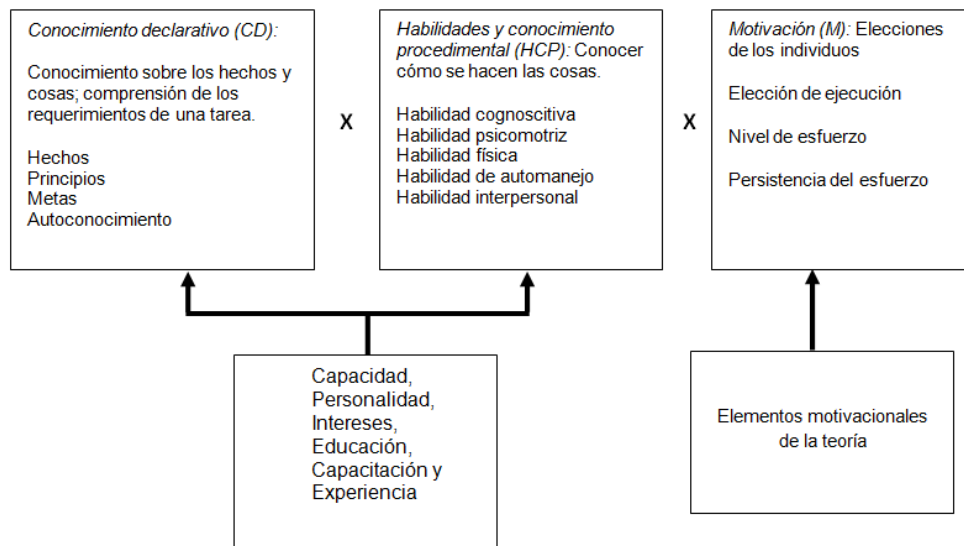 Conocimiento declarativo (CD):
Conocimiento sobre los hechos y
cosas; comprensión de los
requerimientos de una tarea.
Hechos
Principios
Metas
Autoconocimiento
X
Habilidades y conocimiento
procedimental (HCP): Conocer
cómo se hacen las cosas.
Habilidad cognoscitiva
Habilidad psicomotriz
Habilidad física
Habilidad de automanejo
Habilidad interpersonal
X
Motivación (M): Elecciones
de los individuos
Elección de ejecución
Nivel de esfuerzo
Persistencia del esfuerzo
Capacidad,
Personalidad,
Intereses,
Educación,
Capacitación y
Experiencia
Elementos motivacionales
de la teoría